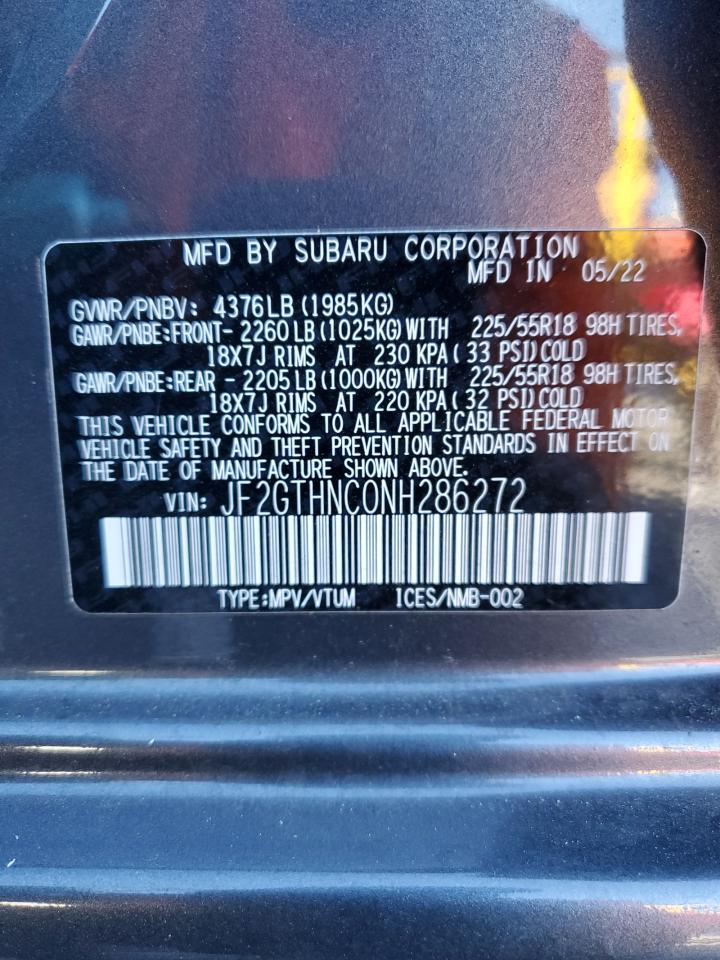 MFD BY SUBARU CORPORATION
MFD IN 05/22
GVWR/PNBV: 4376LB (1985KG)
GAWR/PNBE:FRONT- 2260LB (1025KG) WITH 225/55R18 98H TIRES,
18X7J RIMS AT 230 KPA ( 33 PSI) COLD
GAWR/PNBE:REAR - 2205LB (1000KG) WITH 225/55R18 98H TIRES,
18X7J RIMS AT 220 KPA ( 32 PSI) COLD
THIS VEHICLE CONFORMS TO ALL APPLICABLE FEDERAL MOTOR
VEHICLE SAFETY AND THEFT PREVENTION STANDARDS IN EFFECT ON
THE DATE OF MANUFACTURE SHOWN ABOVE.
VIN: JF2GTHNC0NH286272
TYPE:MPV/VTUM ICES/NMB-002